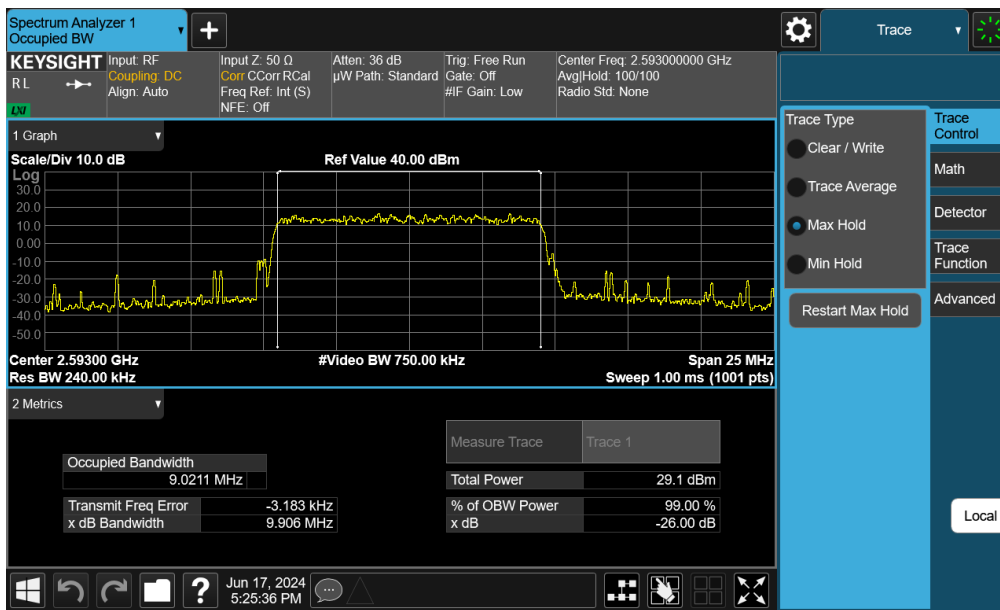 Spectrum Analyzer 1
Occupied BW
Trace
KEYSIGHT
RL
LXI
Input: RF
Coupling: DC
Align: Auto
Input Z: 50 Ω
Corr CCorr RCal
Freq Ref: Int (S)
NFE: Off
Atten: 36 dB
µW Path: Standard
Trig: Free Run
Gate: Off
#IF Gain: Low
Center Freq: 2.593000000 GHz
Avg|Hold: 100/100
Radio Std: None
1 Graph
Scale/Div 10.0 dB
Ref Value 40.00 dBm
Log
30.0
20.0
10.0
0.00
-10.0
-20.0
-30.0
-40.0
-50.0
Center 2.59300 GHz
#Video BW 750.00 kHz
Span 25 MHz
Res BW 240.00 kHz
Sweep 1.00 ms (1001 pts)
2 Metrics
Measure Trace
Trace 1
Occupied Bandwidth
9.0211 MHz
Total Power
29.1 dBm
Transmit Freq Error
-3.183 kHz
% of OBW Power
99.00 %
x dB Bandwidth
9.906 MHz
x dB
-26.00 dB
Trace Type
Clear / Write
Trace Average
Max Hold
Min Hold
Restart Max Hold
Trace
Control
Math
Detector
Trace
Function
Advanced
Local
?
Jun 17, 2024
5:25:36 PM